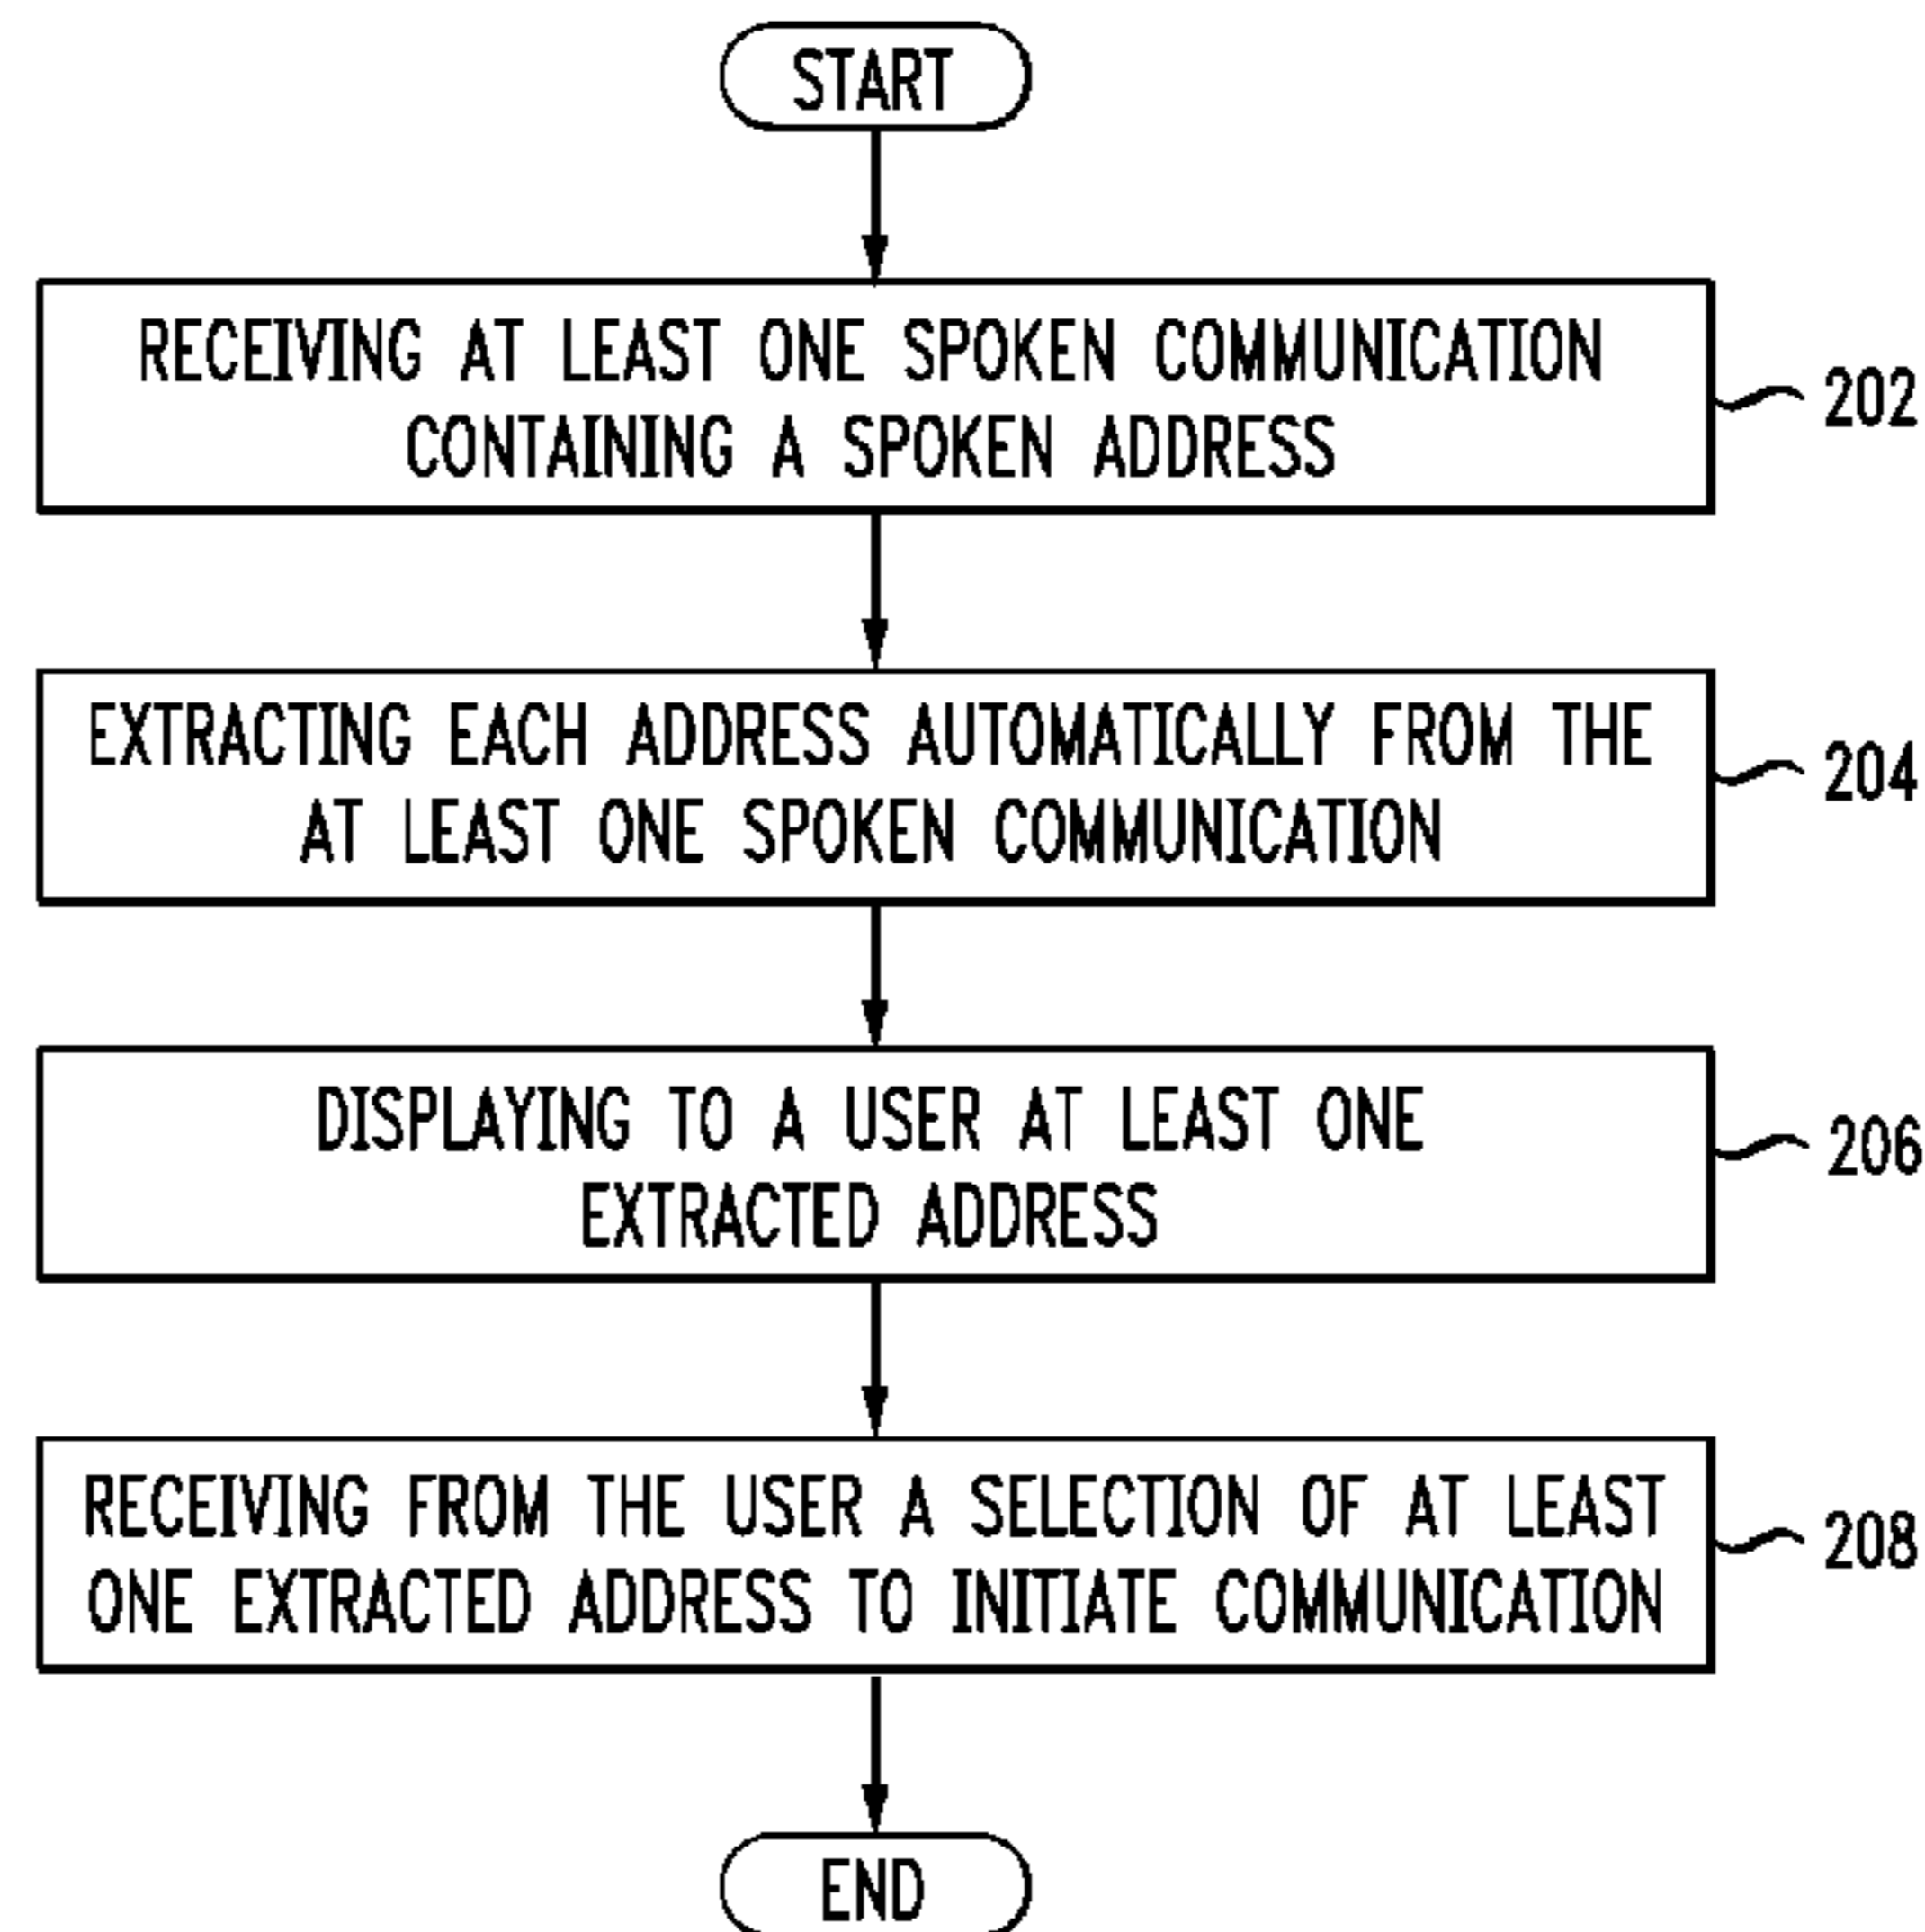 START
RECEIVING AT LEAST ONE SPOKEN COMMUNICATION
CONTAINING A SPOKEN ADDRESS
202
EXTRACTING EACH ADDRESS AUTOMATICALLY FROM THE
AT LEAST ONE SPOKEN COMMUNICATION
204
DISPLAYING TO A USER AT LEAST ONE
EXTRACTED ADDRESS
206
RECEIVING FROM THE USER A SELECTION OF AT LEAST
ONE EXTRACTED ADDRESS TO INITIATE COMMUNICATION
208
END